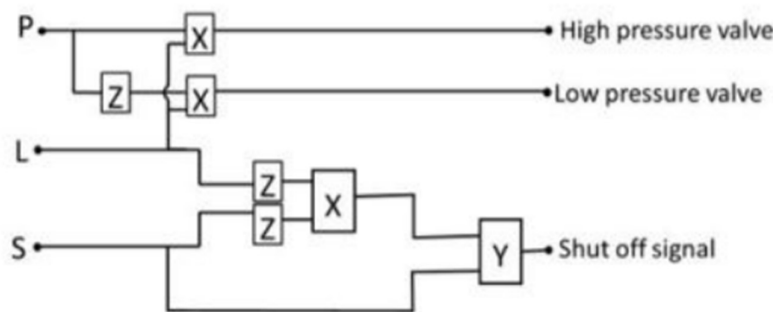 P
X
High pressure valve
Z
X
Low pressure valve
L
Z
X
Z
S
Y
Shut off signal